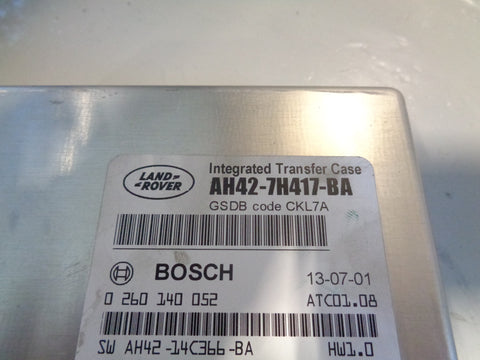 LAND-
ROVER
Integrated Transfer Case
AH42-7H417-BA
GSDB code CKL7A
BOSCH 13-07-01
0 260 140 052 ATC01.08
SW AH42-14C366-BA HW1.0